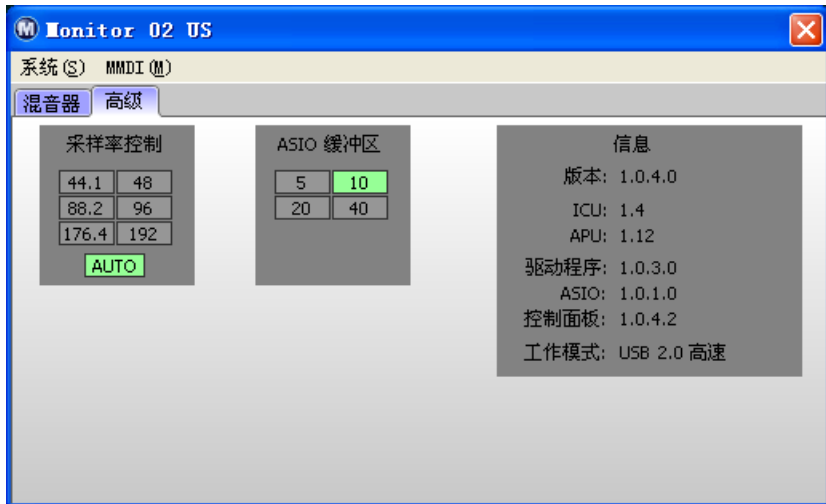 Monitor 02 US
系统(S) MMDI(M)
混音器 高级
采样率控制
44.1 48
88.2 96
176.4 192
AUTO
ASIO 缓冲区
5 10
20 40
信息
版本: 1.0.4.0
ICU: 1.4
APU: 1.12
驱动程序: 1.0.3.0
ASIO: 1.0.1.0
控制面板: 1.0.4.2
工作模式: USB 2.0 高速